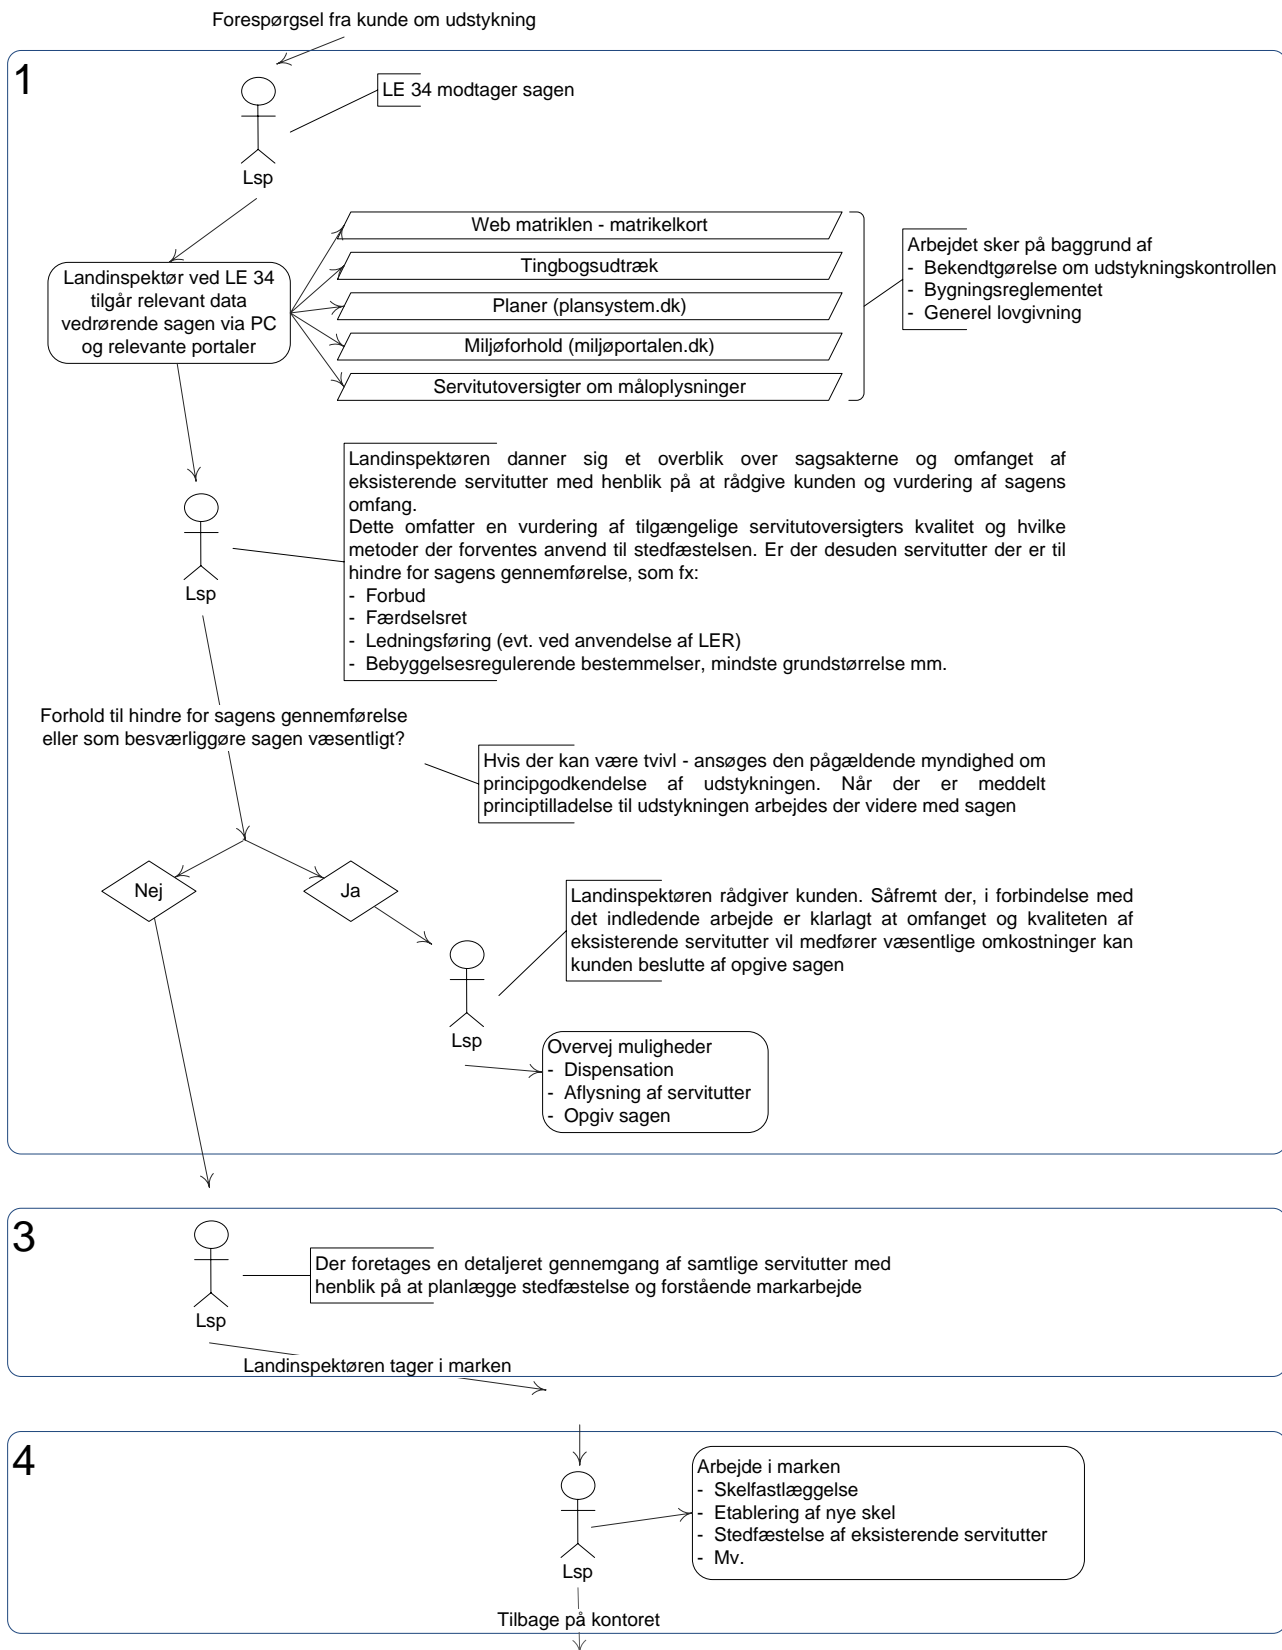 Forespørgsel fra kunde om udstykning
1
LE 34 modtager sagen
Lsp
Landinspektør ved LE 34
tilgår relevant data
vedrørende sagen via PC
og relevante portaler
Web matriklen - matrikelkort
Tingbogsudtræk
Planer (plansystem.dk)
Miljøforhold (miljøportalen.dk)
Servitutoversigter om måloplysninger
Arbejdet sker på baggrund af
- Bekendtgørelse om udstykningskontrollen
- Bygningsreglementet
- Generel lovgivning
Landinspektøren danner sig et overblik over sagsakterne og omfanget af
eksisterende servitutter med henblik på at rådgive kunden og vurdering af sagens
omfang.
Dette omfatter en vurdering af tilgængelige servitutoversigters kvalitet og hvilke
metoder der forventes anvend til stedfæstelsen. Er der desuden servitutter der er til
hindre for sagens gennemførelse, som fx:
- Forbud
- Færdselsret
- Ledningsføring (evt. ved anvendelse af LER)
- Bebyggelsesregulerende bestemmelser, mindste grundstørrelse mm.
Lsp
Forhold til hindre for sagens gennemførelse
eller som besværliggøre sagen væsentligt?
Hvis der kan være tvivl - ansøges den pågældende myndighed om
principgodkendelse af udstykningen. Når der er meddelt
principtilladelse til udstykningen arbejdes der videre med sagen
Nej
Ja
Landinspektøren rådgiver kunden. Såfremt der, i forbindelse med
det indledende arbejde er klarlagt at omfanget og kvaliteten af
eksisterende servitutter vil medfører væsentlige omkostninger kan
kunden beslutte af opgive sagen
Lsp
Overvej muligheder
- Dispensation
- Aflysning af servitutter
- Opgiv sagen
3
Der foretages en detaljeret gennemgang af samtlige servitutter med
henblik på at planlægge stedfæstelse og forstående markarbejde
Lsp
Landinspektøren tager i marken
4
Arbejde i marken
- Skelfastlæggelse
- Etablering af nye skel
- Stedfæstelse af eksisterende servitutter
- Mv.
Lsp
Tilbage på kontoret